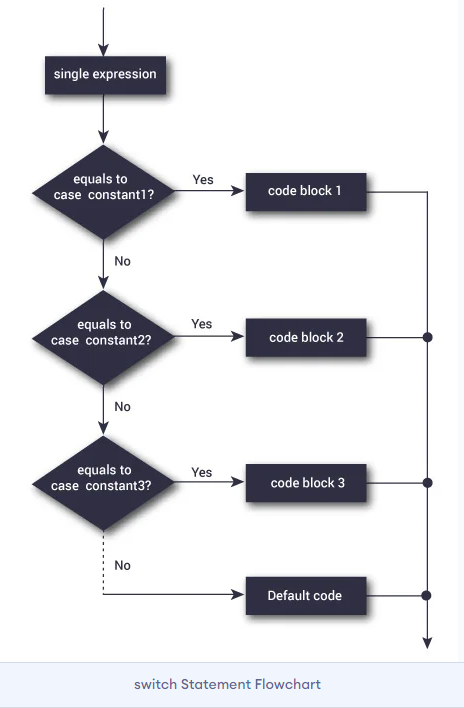 single expression
equals to
case constant1?
Yes
code block 1
No
equals to
case constant2?
Yes
code block 2
No
equals to
case constant3?
Yes
code block 3
No
Default code
switch Statement Flowchart